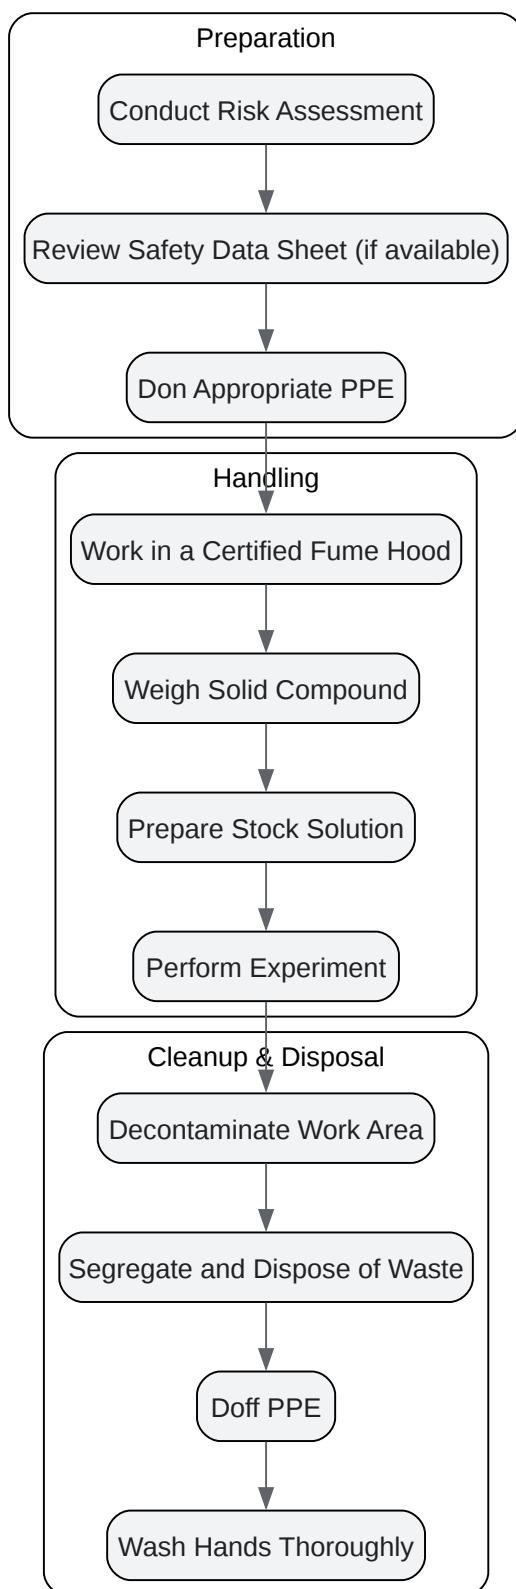 Preparation
Conduct Risk Assessment
Review Safety Data Sheet (if available)
Don Appropriate PPE
Handling
Work in a Certified Fume Hood
Weigh Solid Compound
Prepare Stock Solution
Perform Experiment
Cleanup & Disposal
Decontaminate Work Area
Segregate and Dispose of Waste
Doff PPE
Wash Hands Thoroughly